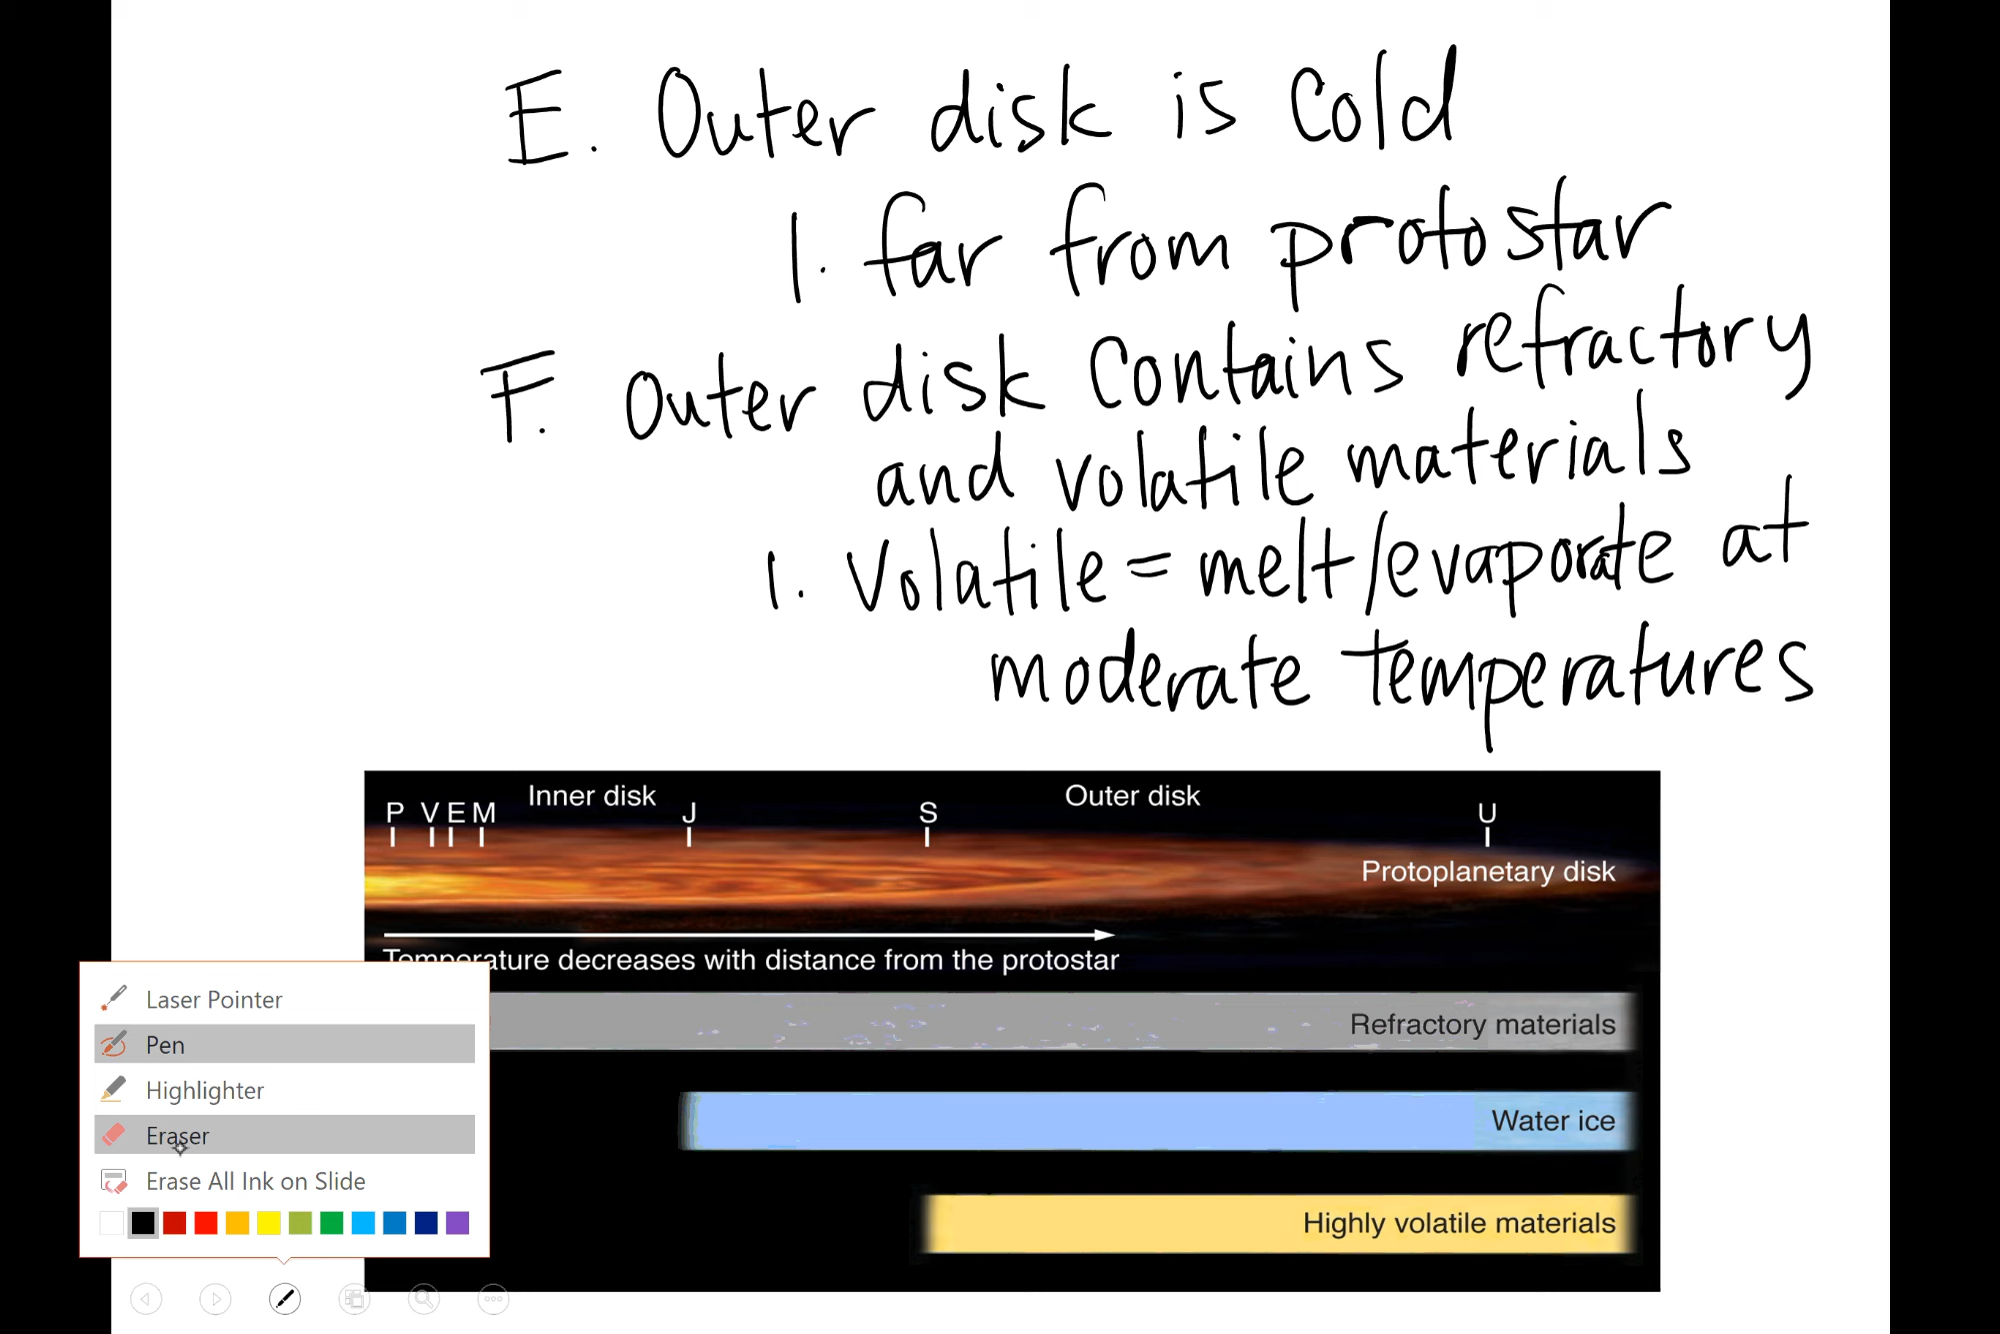 E. Outer disk is cold
1. far from protostar
F. Outer disk contains refractory
and volatile materials
1. Volatile = melt/evaporate at
moderate temperatures
Inner disk Outer disk
P V E M J S U
Protoplanetary disk
Temperature decreases with distance from the protostar
Refractory materials
Water ice
Highly volatile materials
Laser Pointer
Pen
Highlighter
Eraser
Erase All Ink on Slide